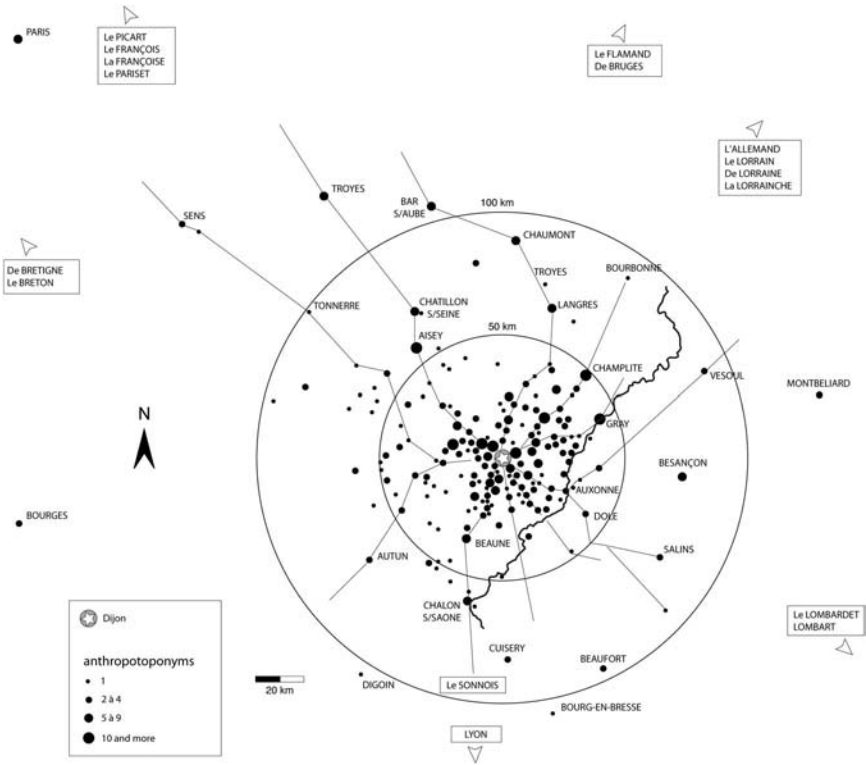 PARIS
Le PICART
Le FRANÇOIS
La FRANÇOISE
Le PARISET
Le FLAMAND
De BRUGES
L'ALLEMAND
Le LORRAIN
De LORRAINE
La LORRAINCHE
TROYES
BAR
S/AUBE
100 km
SENS
CHAUMONT
De BRETIGNE
Le BRETON
TROYES
BOURBONNE
TONNERRE
CHATILLON
S/SEINE
LANGRES
AISEY
50 km
CHAMPLITE
VESOUL
MONTBELIARD
N
GRAY
BESANÇON
BOURGES
AUXONNE
DOLE
BEAUNE
AUTUN
SALINS
CHALON
S/SAONE
Le LOMBARDET
LOMBART
Dijon
anthropotoponyms
1
2 à 4
5 à 9
10 and more
20 km
CUISERY
BEAUFORT
DIGOIN
Le SONNOIS
BOURG-EN-BRESSE
LYON